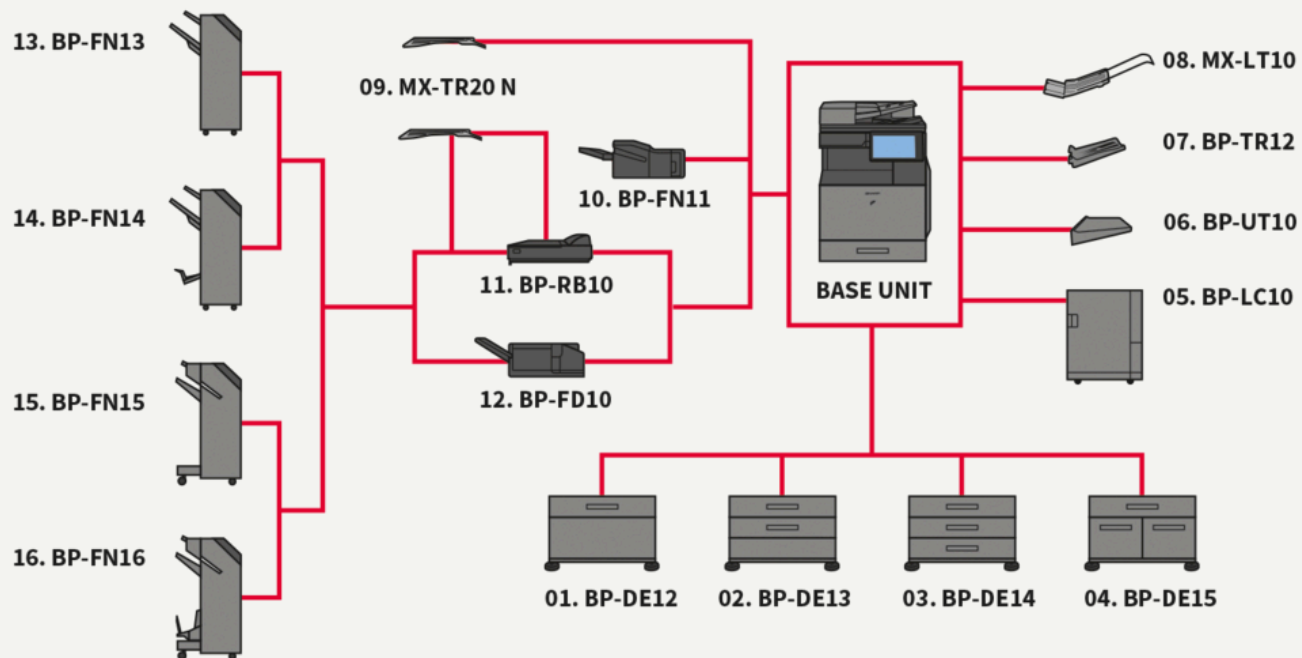 13. BP-FN13
09. MX-TR20 N
08. MX-LT10
07. BP-TR12
14. BP-FN14
10. BP-FN11
06. BP-UT10
11. BP-RB10
BASE UNIT
05. BP-LC10
15. BP-FN15
12. BP-FD10
16. BP-FN16
01. BP-DE12
02. BP-DE13
03. BP-DE14
04. BP-DE15